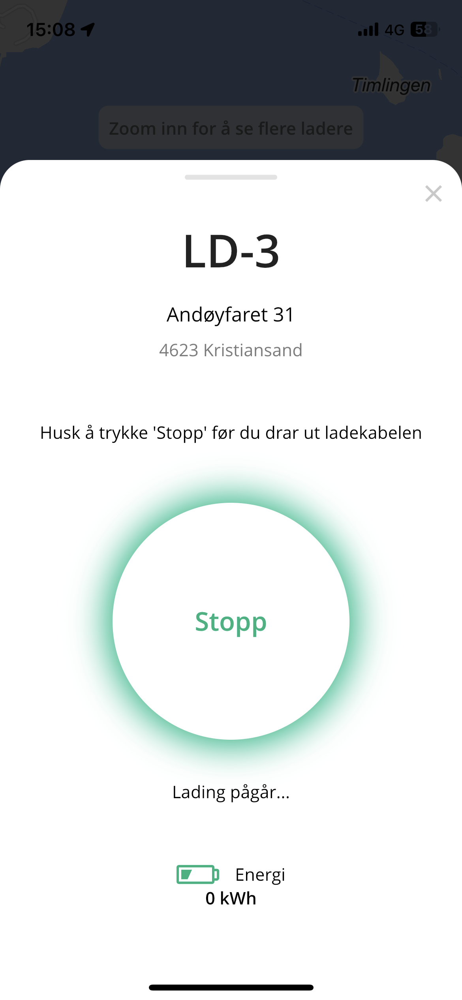 15:08
4G
58
Timlingen
Zoom inn for å se flere ladere
LD-3
Andøyfaret 31
4623 Kristiansand
Husk å trykke 'Stopp' før du drar ut ladekabelen
Stopp
Lading pågår...
Energi
0 kWh